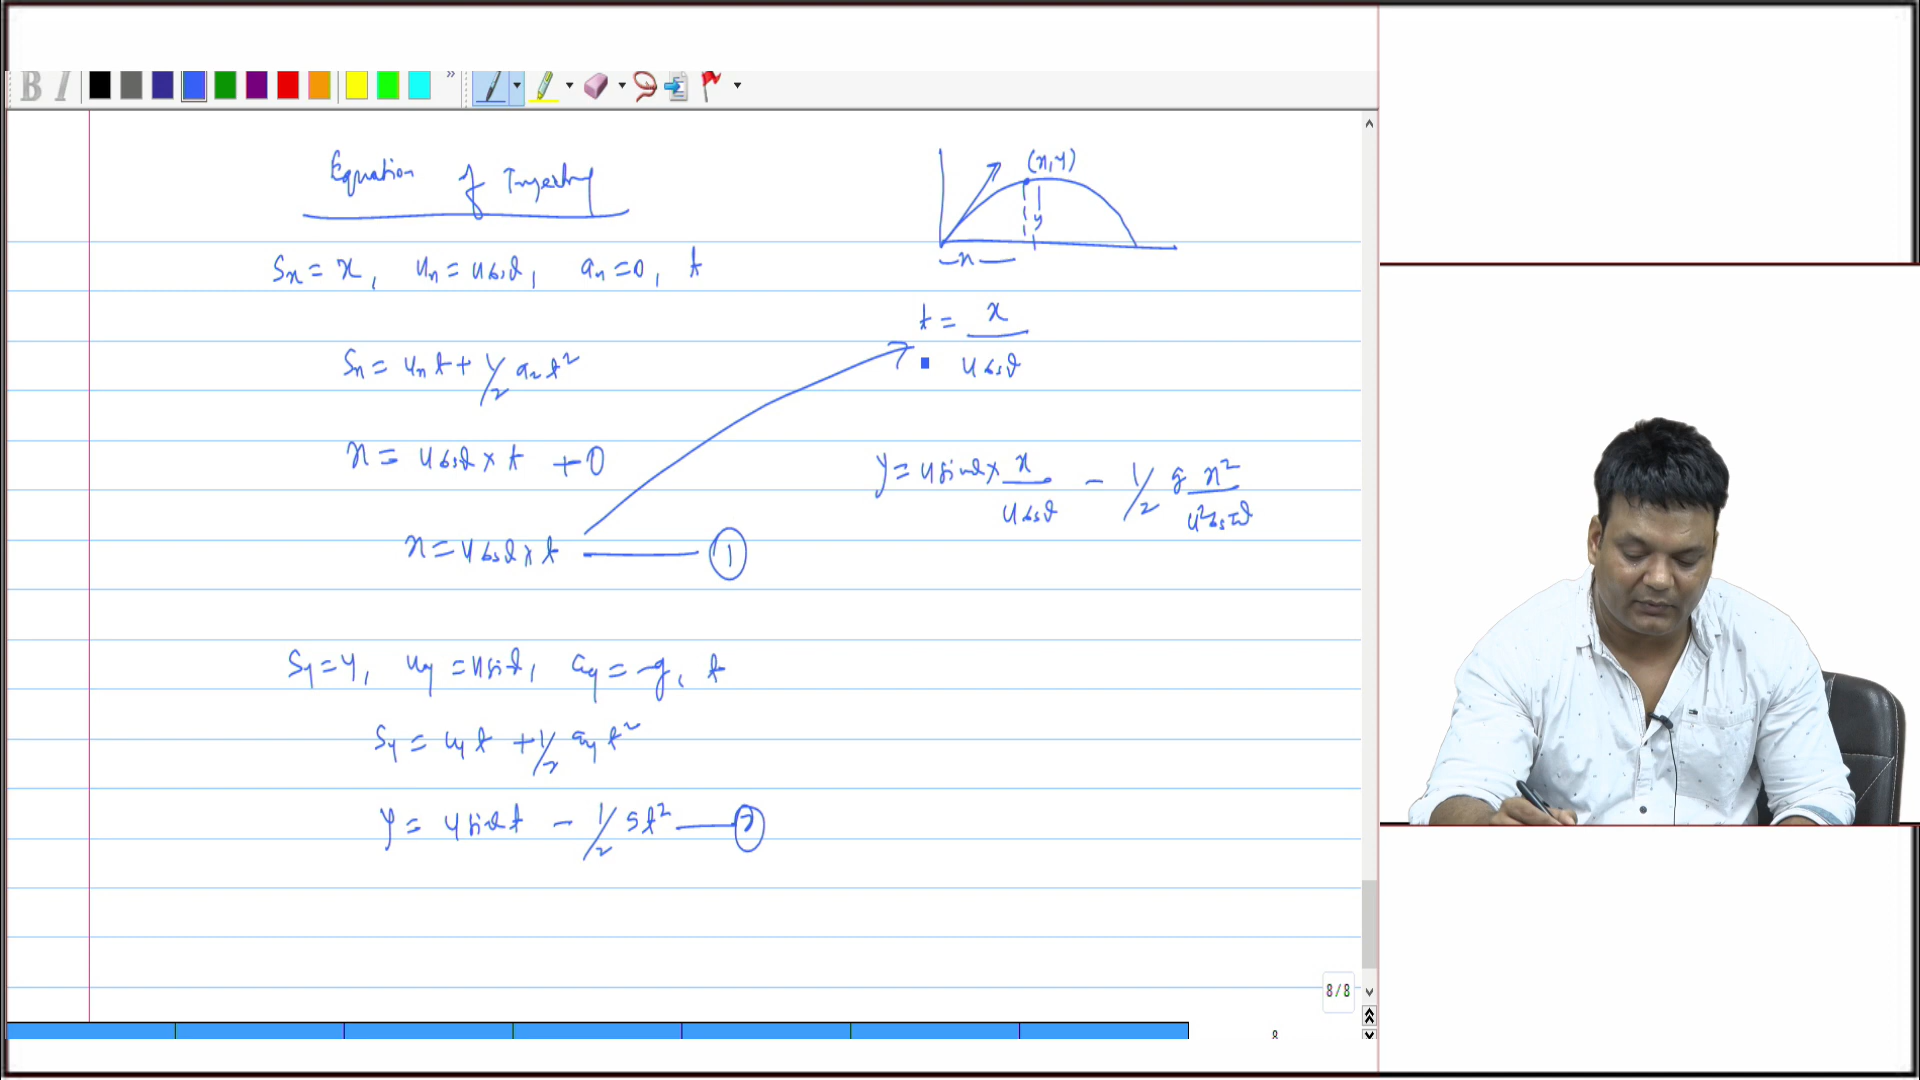 B I
Equation of Trajectory
(x,y)
y
x
Sx = x, ux = u cosθ, ax = 0, t
t = x / u cosθ
Sx = ux t + 1/2 ax t²
x = u cosθ × t + 0
y = u sinθ × x / u cosθ - 1/2 g x² / u² cos²θ
x = u cosθ × t ——— ①
Sy = y, uy = u sinθ, ay = -g, t
Sy = uy t + 1/2 ay t²
y = u sinθ t - 1/2 g t² ——— ②
8/8
8